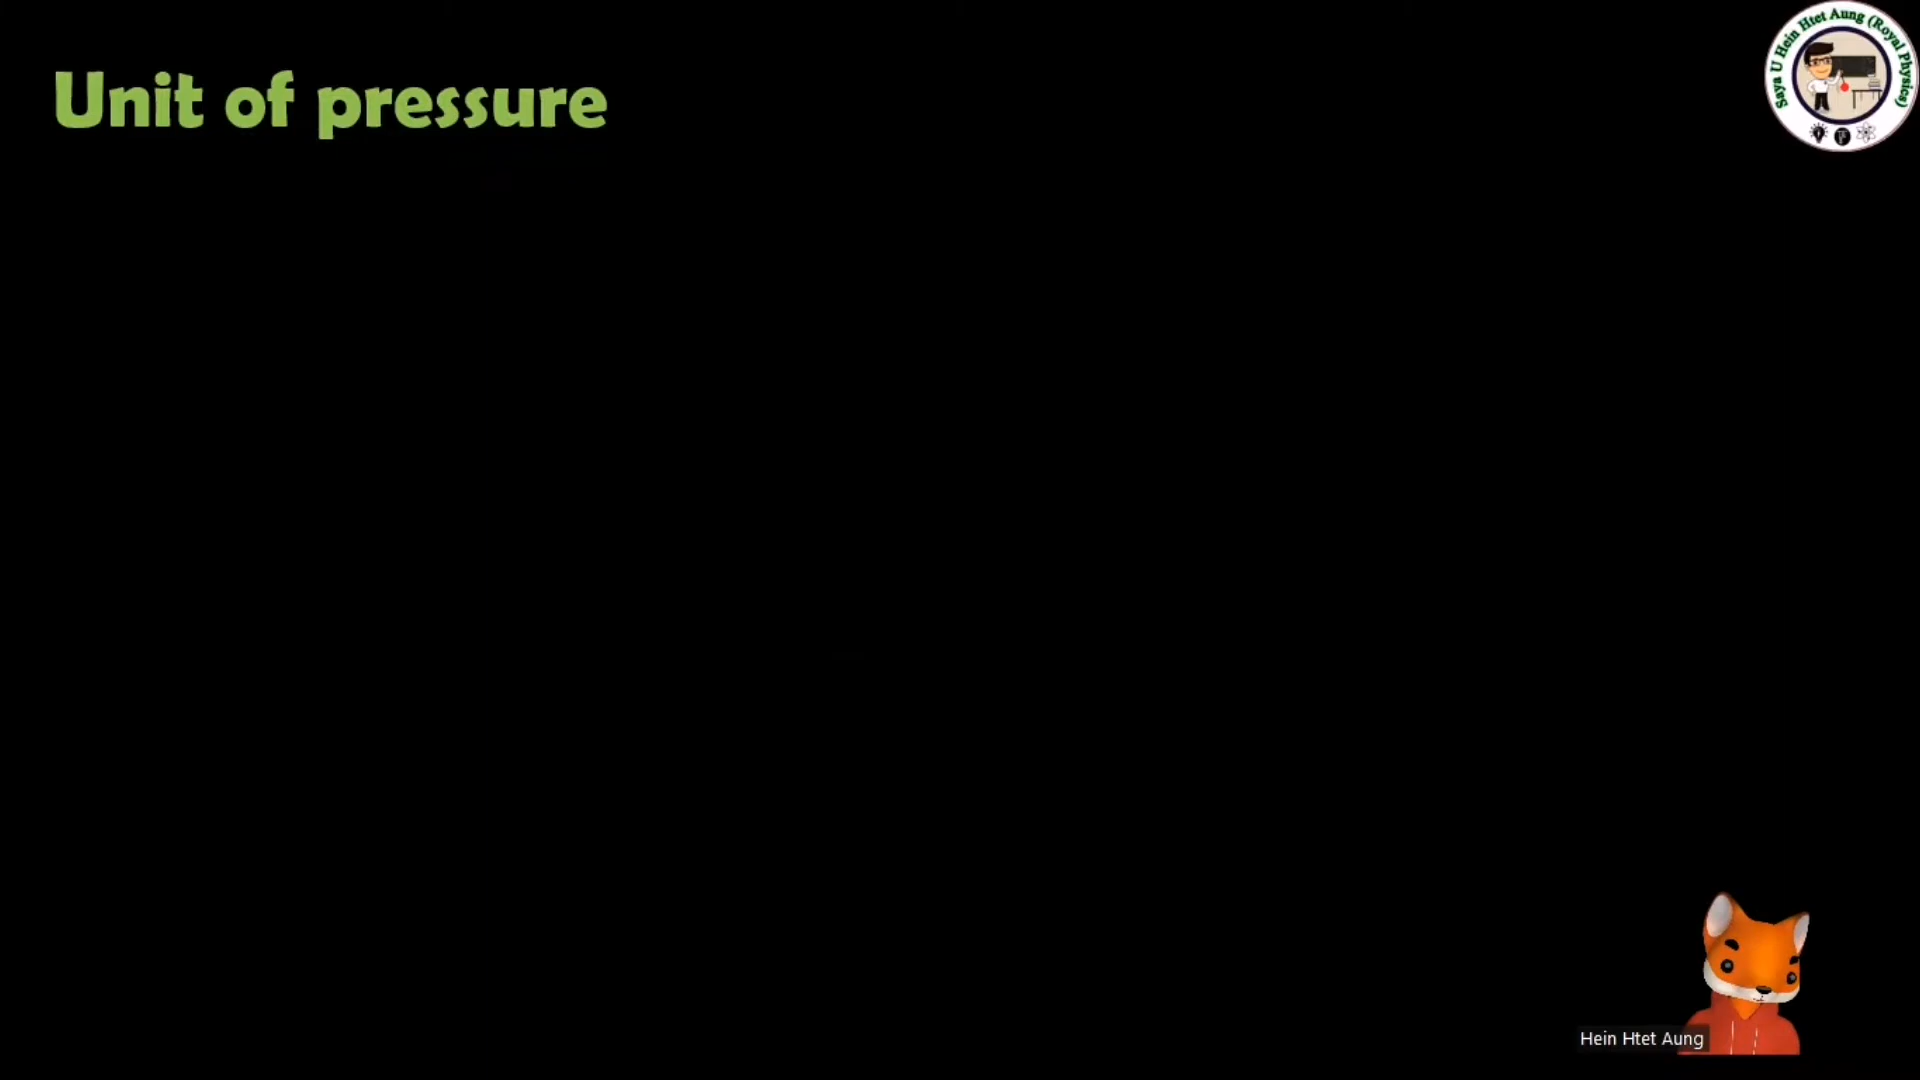 Unit of pressure
Saya U Hein Htet Aung (Royal Physics)
Hein Htet Aung